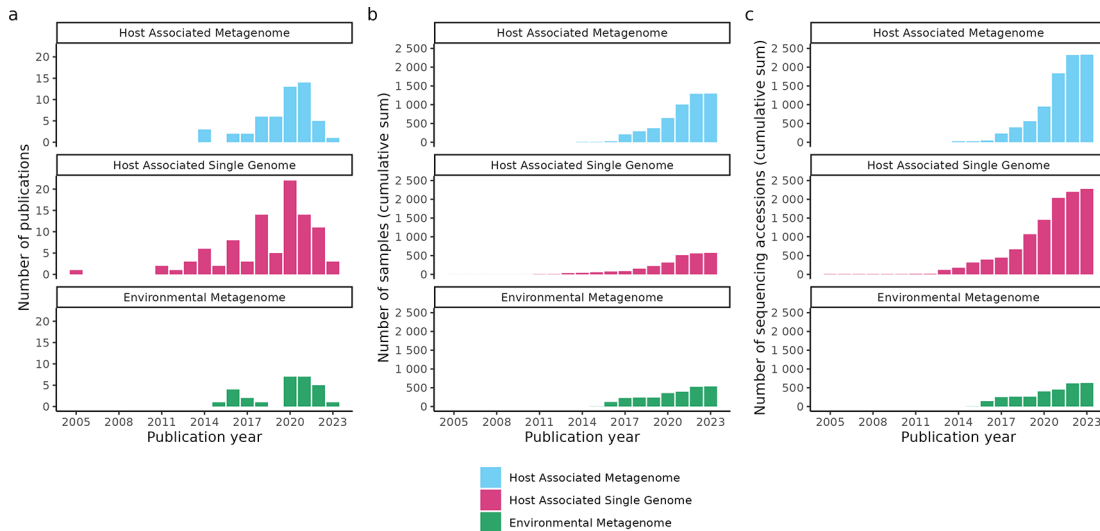 a
Number of publications
Host Associated Metagenome
20
15
10
5
0
Host Associated Single Genome
20
15
10
5
0
Environmental Metagenome
20
15
10
5
0
2005 2008 2011 2014 2017 2020 2023
Publication year
b
Number of samples (cumulative sum)
Host Associated Metagenome
2 500
2 000
1 500
1 000
500
0
Host Associated Single Genome
2 500
2 000
1 500
1 000
500
0
Environmental Metagenome
2 500
2 000
1 500
1 000
500
0
2005 2008 2011 2014 2017 2020 2023
Publication year
c
Number of sequencing accessions (cumulative sum)
Host Associated Metagenome
2 500
2 000
1 500
1 000
500
0
Host Associated Single Genome
2 500
2 000
1 500
1 000
500
0
Environmental Metagenome
2 500
2 000
1 500
1 000
500
0
2005 2008 2011 2014 2017 2020 2023
Publication year
Host Associated Metagenome
Host Associated Single Genome
Environmental Metagenome